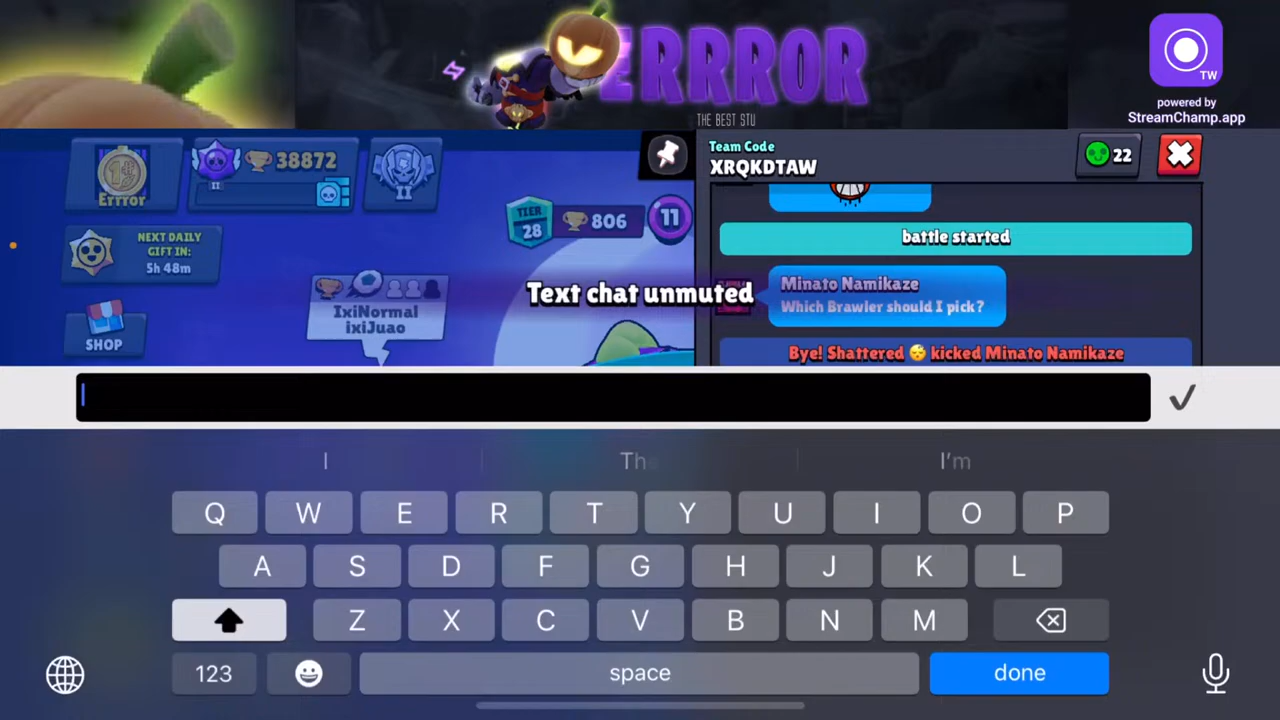 ERRROR
THE BEST STU
TW
powered by
StreamChamp.app
Errror
II
38872
II
NEXT DAILY
GIFT IN:
5h 48m
SHOP
TIER
28
806
11
IxiNormal
ixiJuao
Text chat unmuted
Team Code
XRQKDTAW
22
battle started
Minato Namikaze
Which Brawler should I pick?
Bye! Shattered 😴 kicked Minato Namikaze
I
The
I'm
Q W E R T Y U I O P
A S D F G H J K L
Z X C V B N M
123
space
done